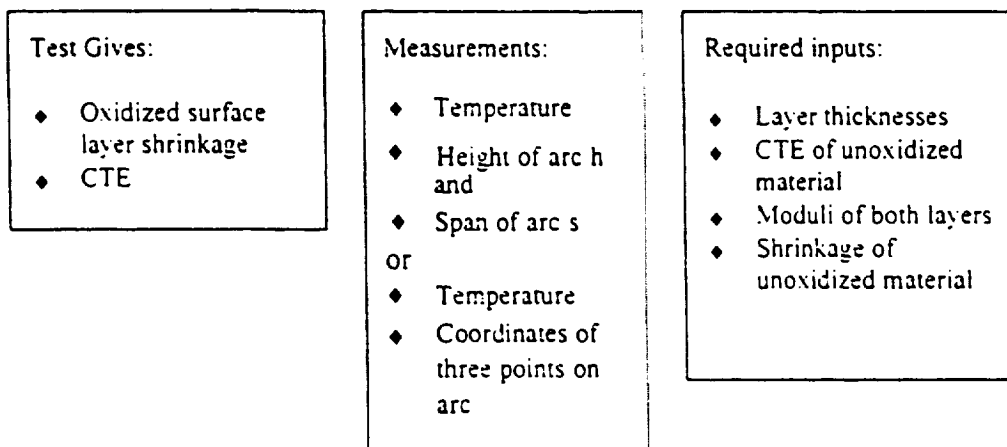 Test Gives:
♦ Oxidized surface
layer shrinkage
♦ CTE
Measurements:
♦ Temperature
♦ Height of arc h
and
♦ Span of arc s
or
♦ Temperature
♦ Coordinates of
three points on
arc
Required inputs:
♦ Layer thicknesses
♦ CTE of unoxidized
material
♦ Moduli of both layers
♦ Shrinkage of
unoxidized material